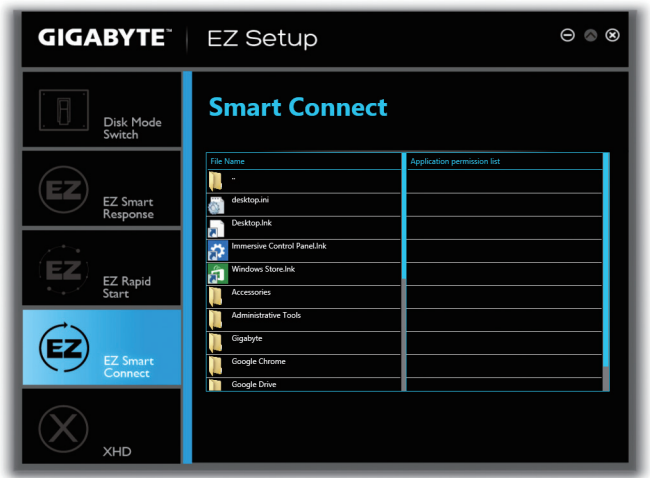 GIGABYTE™
EZ Setup
Disk Mode
Switch
EZ
EZ Smart
Response
EZ
EZ Rapid
Start
EZ
EZ Smart
Connect
X
XHD
Smart Connect
File Name
Application permission list
..
desktop.ini
Desktop.lnk
Immersive Control Panel.lnk
Windows Store.lnk
Accessories
Administrative Tools
Gigabyte
Google Chrome
Google Drive